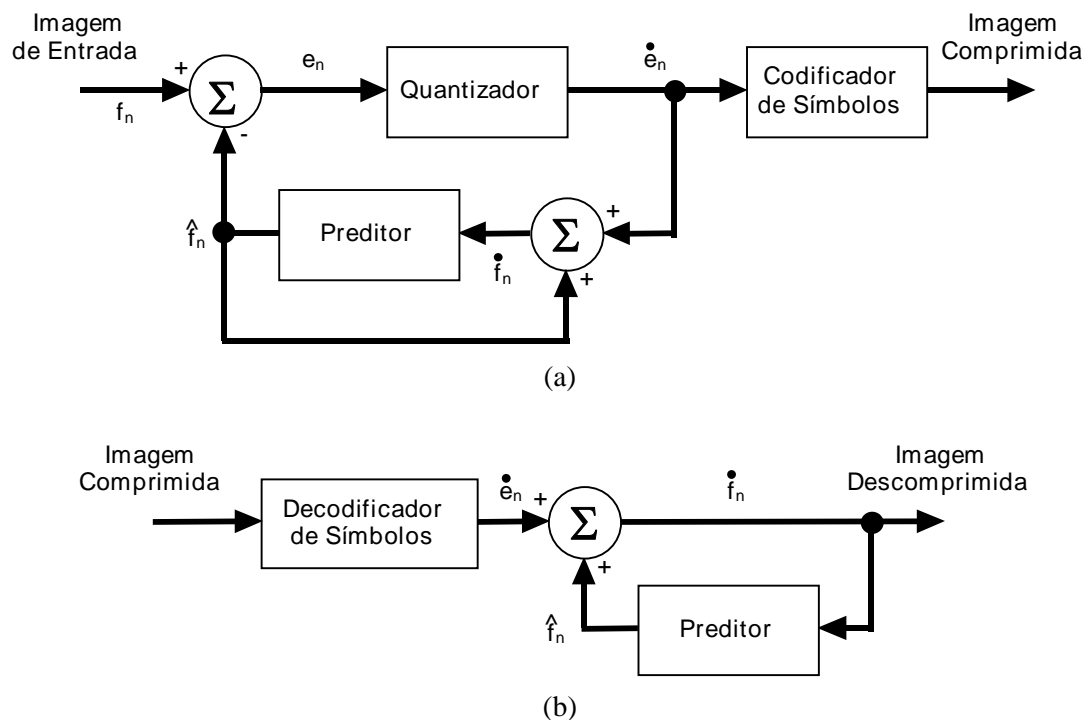 Imagem
de Entrada
Imagem
Comprimida
+
eₙ
ėₙ
Σ
Quantizador
Codificador
de Símbolos
fₙ
-
f̂ₙ
Preditor
ḟₙ
Σ
+
+
(a)
Imagem
Comprimida
Decodificador
de Símbolos
ėₙ
+
Σ
+
ḟₙ
Imagem
Descomprimida
f̂ₙ
Preditor
(b)